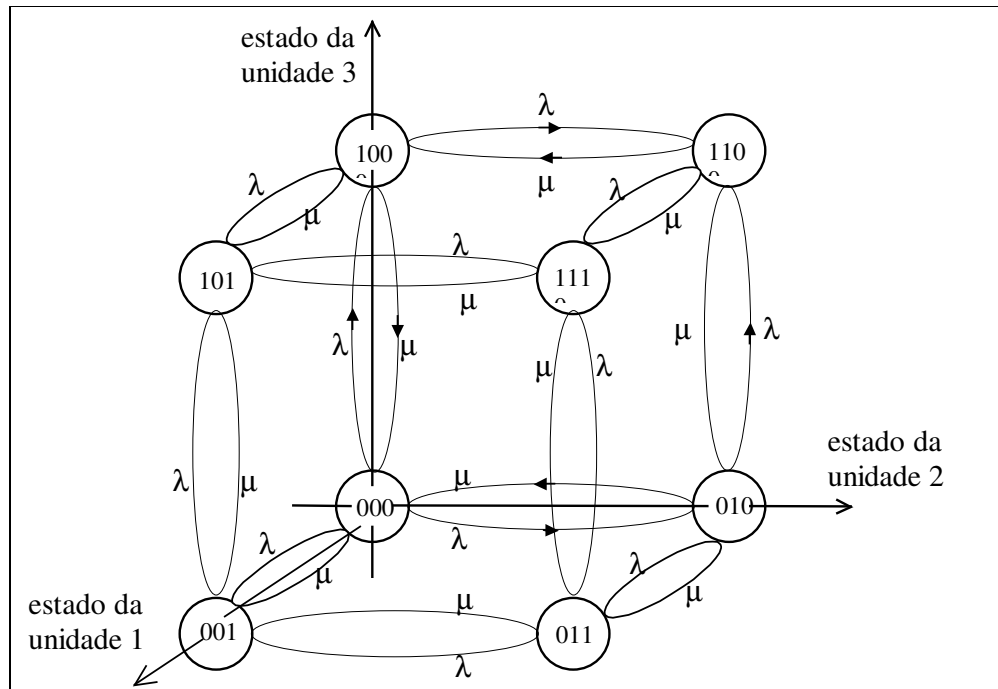 estado da
unidade 3
λ
100
110
μ
λ
μ
λ
μ
101
λ
111
μ
λ
μ
μ
λ
μ
λ
estado da
unidade 2
λ
μ
μ
000
010
λ
λ
μ
λ
μ
estado da
unidade 1
001
μ
011
λ